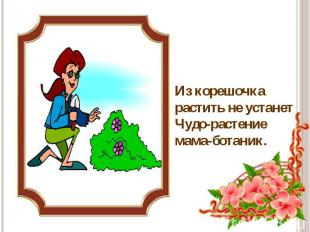 Из корешочка
растить не устанет
Чудо-растение
мама-ботаник.